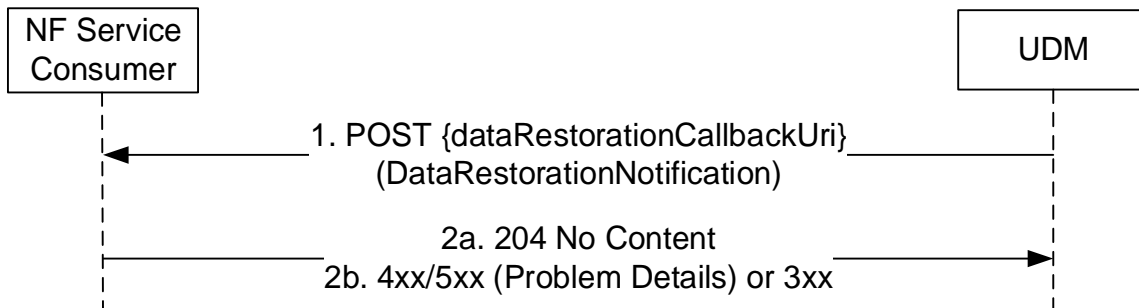 NF Service
Consumer
UDM
1. POST {dataRestorationCallbackUri}
(DataRestorationNotification)
2a. 204 No Content
2b. 4xx/5xx (Problem Details) or 3xx